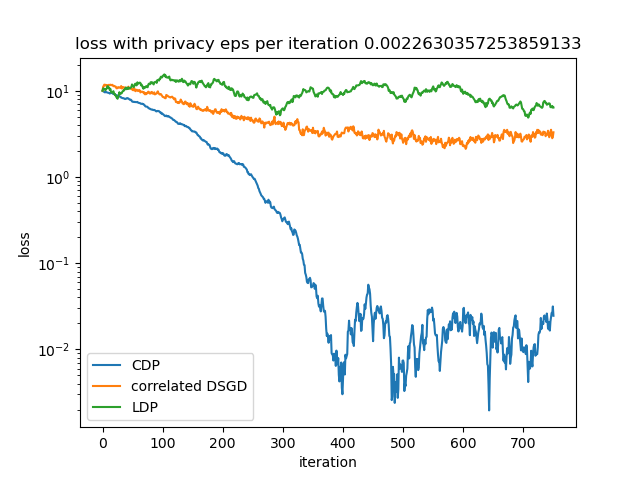 loss with privacy eps per iteration 0.0022630357253859133
loss
10^1
10^0
10^-1
10^-2
CDP
correlated DSGD
LDP
0 100 200 300 400 500 600 700
iteration